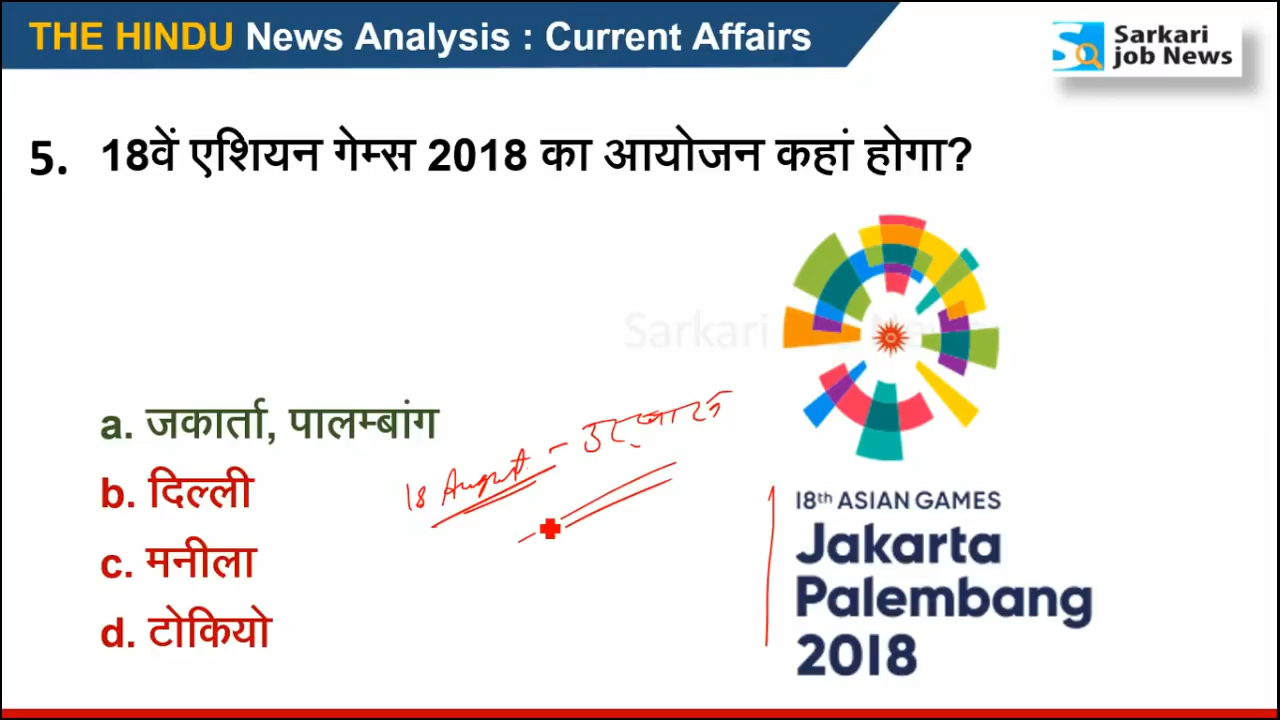 THE HINDU News Analysis : Current Affairs
Sarkari
job News
5. 18वें एशियन गेम्स 2018 का आयोजन कहां होगा?
Sarkari
a. जकार्ता, पालम्बांग
18 August -
b. दिल्ली
c. मनीला
d. टोकियो
18th ASIAN GAMES
Jakarta
Palembang
2018